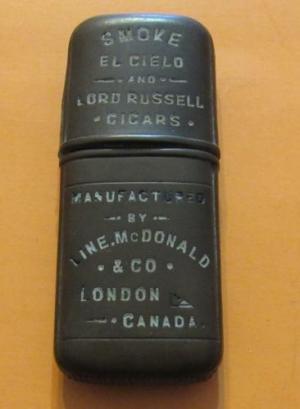 SMOKE
EL CIELO
AND
LORD RUSSELL
CIGARS
MANUFACTURED
BY
LINE, McDONALD
& CO
LONDON
CANADA.